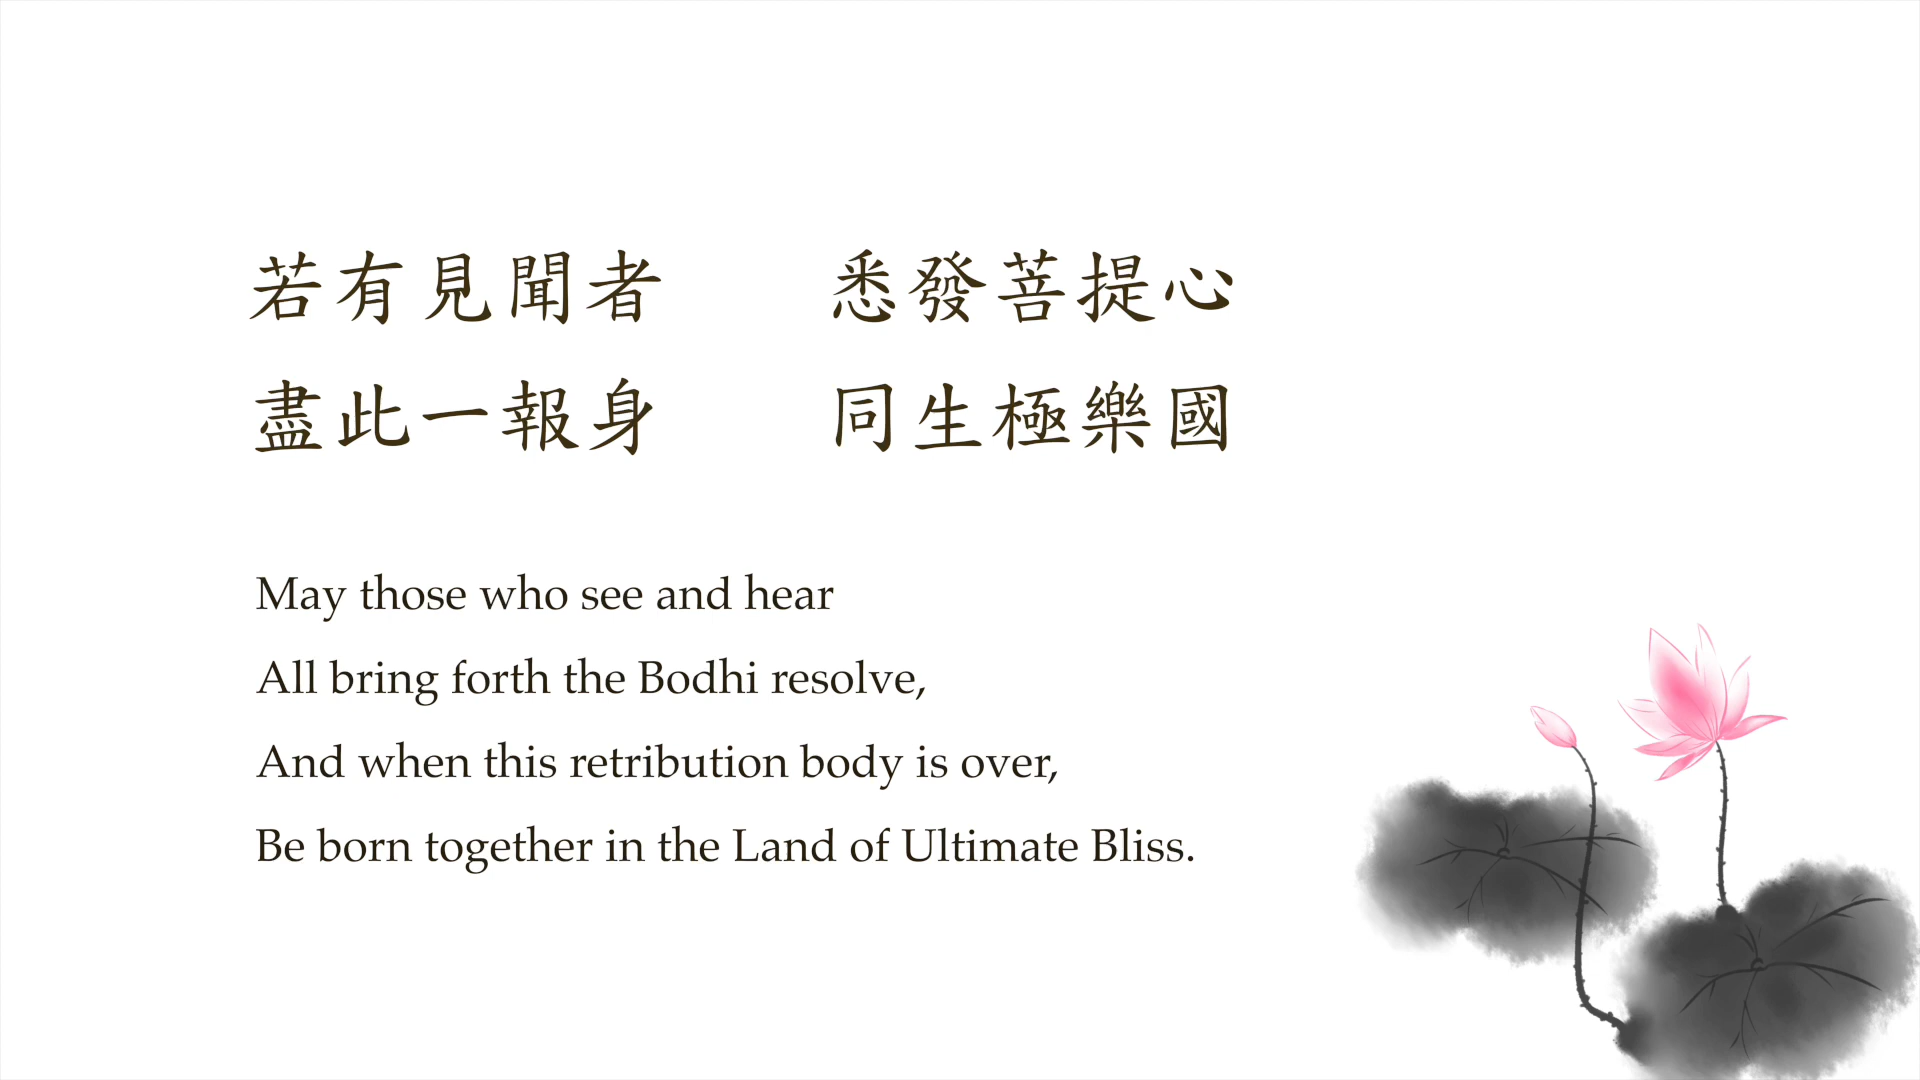 若有見聞者 悉發菩提心
盡此一報身 同生極樂國
May those who see and hear
All bring forth the Bodhi resolve,
And when this retribution body is over,
Be born together in the Land of Ultimate Bliss.